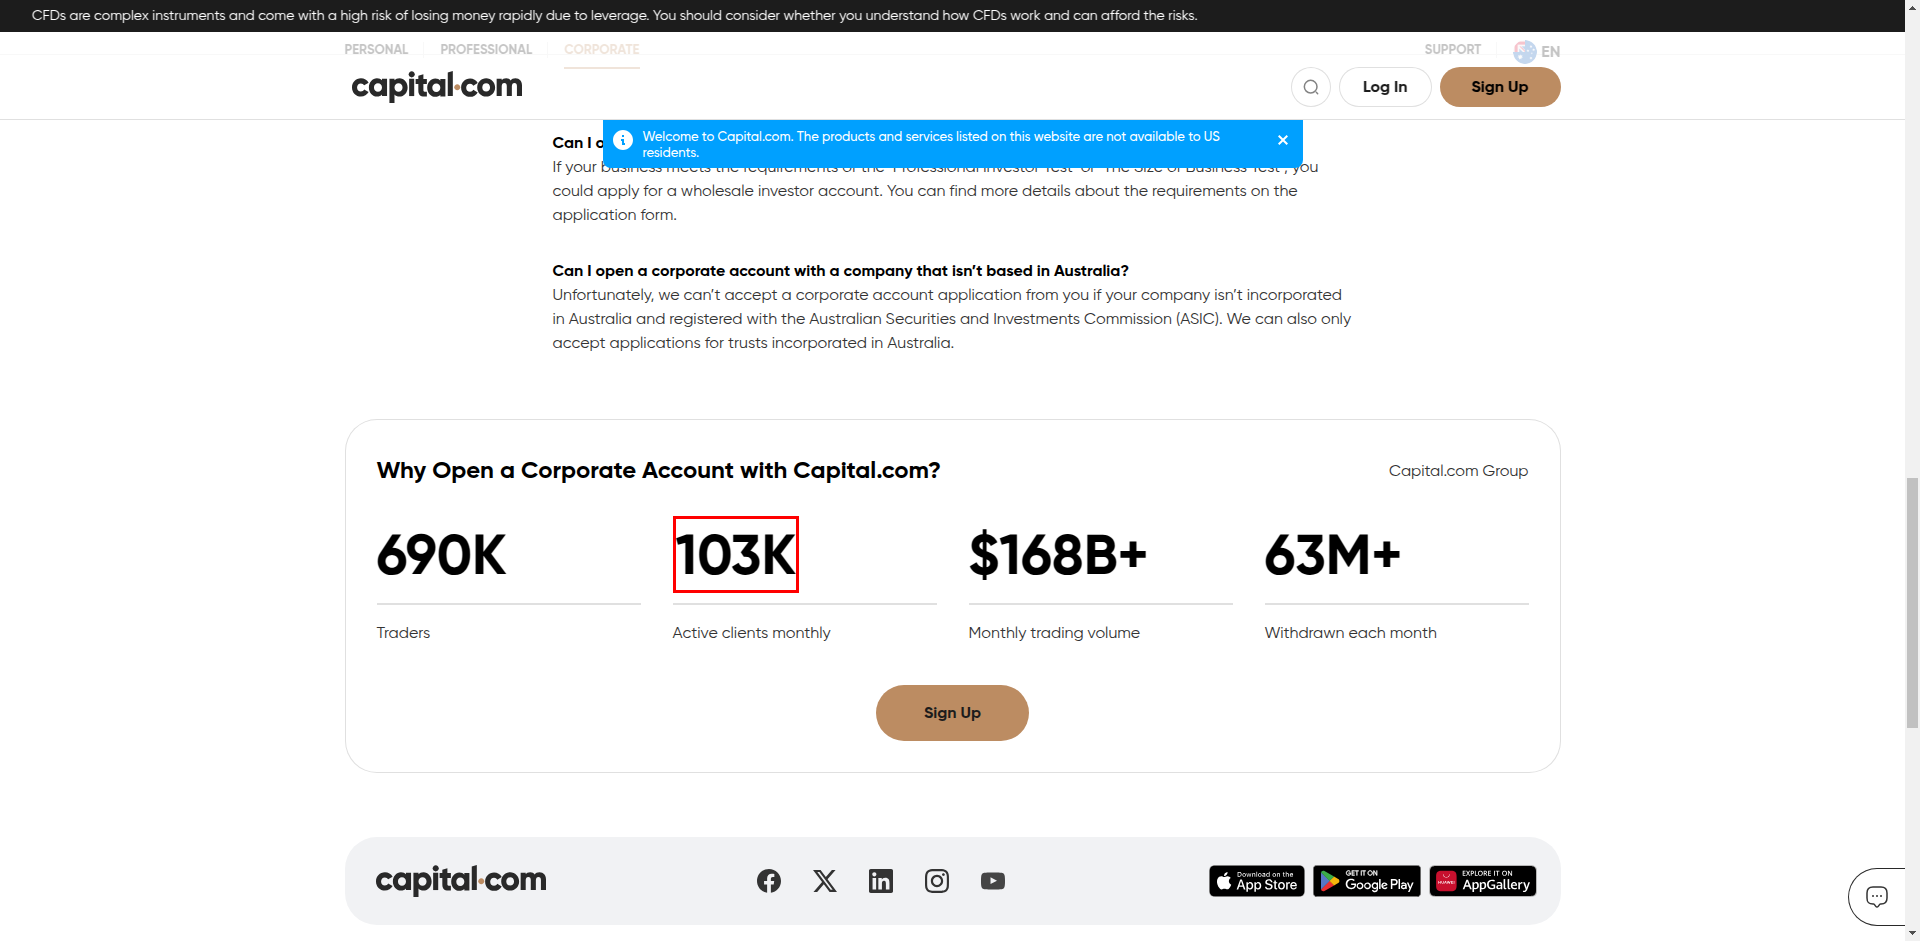 CFDs are complex instruments and come with a high risk of losing money rapidly due to leverage. You should consider whether you understand how CFDs work and can afford the risks.
PERSONAL
PROFESSIONAL
CORPORATE
SUPPORT
EN
capital.com
Log In
Sign Up
Welcome to Capital.com. The products and services listed on this website are not available to US
residents.
Can I o
If your business meets the requirements of the "Professional Investor Test" or "The Size of Business Test", you
could apply for a wholesale investor account. You can find more details about the requirements on the
application form.
Can I open a corporate account with a company that isn’t based in Australia?
Unfortunately, we can’t accept a corporate account application from you if your company isn’t incorporated
in Australia and registered with the Australian Securities and Investments Commission (ASIC). We can also only
accept applications for trusts incorporated in Australia.
Why Open a Corporate Account with Capital.com?
Capital.com Group
690K
103K
$168B+
63M+
Traders
Active clients monthly
Monthly trading volume
Withdrawn each month
Sign Up
capital.com
Download on the
App Store
GET IT ON
Google Play
HUAWEI
EXPLORE IT ON
AppGallery